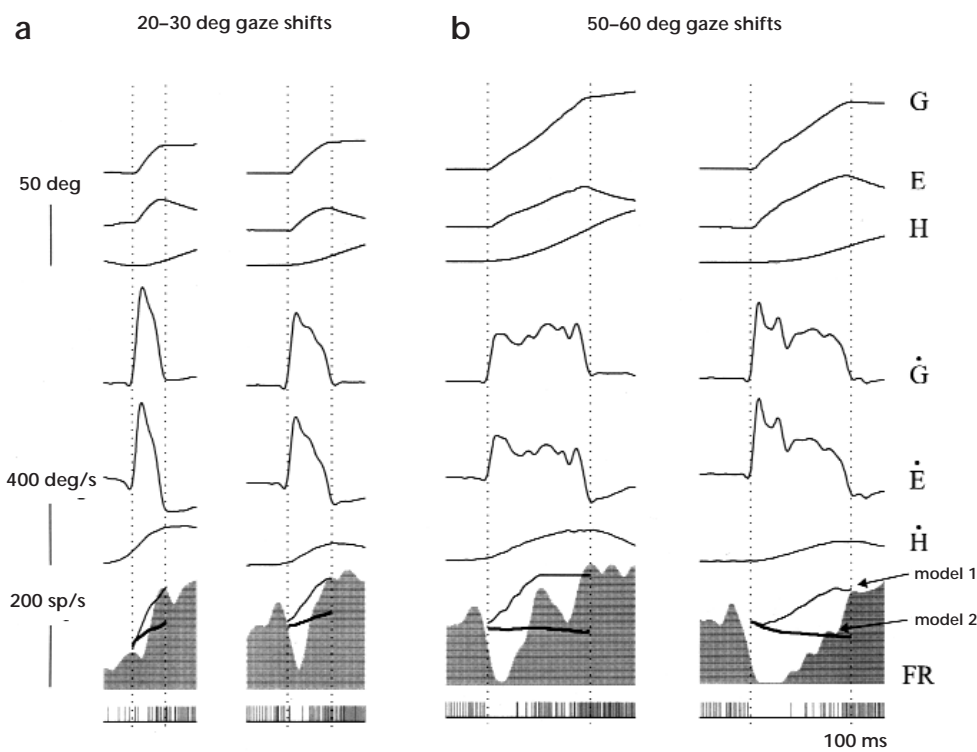 a
20–30 deg gaze shifts
b
50–60 deg gaze shifts
G
50 deg
E
H
Ġ
400 deg/s
Ė
Ḣ
200 sp/s
model 1
model 2
FR
100 ms